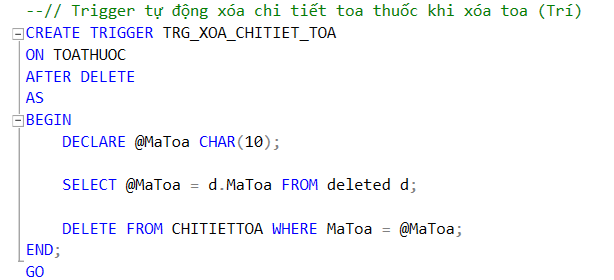 --// Trigger tự động xóa chi tiết toa thuốc khi xóa toa (Trí)
CREATE TRIGGER TRG_XOA_CHITIET_TOA
ON TOATHUOC
AFTER DELETE
AS
BEGIN
    DECLARE @MaToa CHAR(10);
    SELECT @MaToa = d.MaToa FROM deleted d;
    DELETE FROM CHITIETTOA WHERE MaToa = @MaToa;
END;
GO